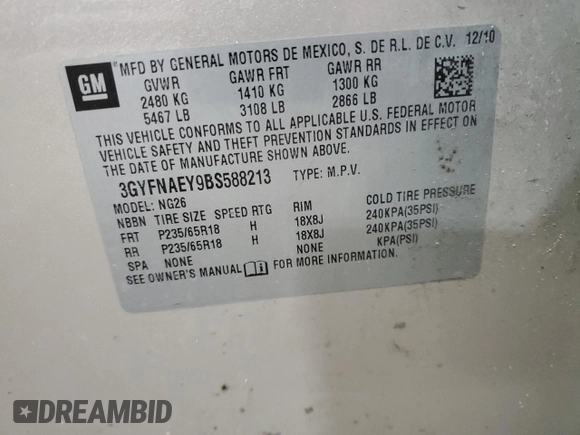 GM
MFD BY GENERAL MOTORS DE MEXICO, S. DE R.L. DE C.V. 12/10
GVWR GAWR FRT GAWR RR
2480 KG 1410 KG 1300 KG
5467 LB 3108 LB 2866 LB
THIS VEHICLE CONFORMS TO ALL APPLICABLE U.S. FEDERAL MOTOR
VEHICLE SAFETY AND THEFT PREVENTION STANDARDS IN EFFECT ON
THE DATE OF MANUFACTURE SHOWN ABOVE.
3GYFNAEY9BS588213 TYPE: M.P.V.
MODEL: NG26
NBBN TIRE SIZE SPEED RTG RIM COLD TIRE PRESSURE
FRT P235/65R18 H 18X8J 240KPA(35PSI)
RR P235/65R18 H 18X8J 240KPA(35PSI)
SPA NONE NONE KPA(PSI)
SEE OWNER'S MANUAL FOR MORE INFORMATION.
DREAMBID